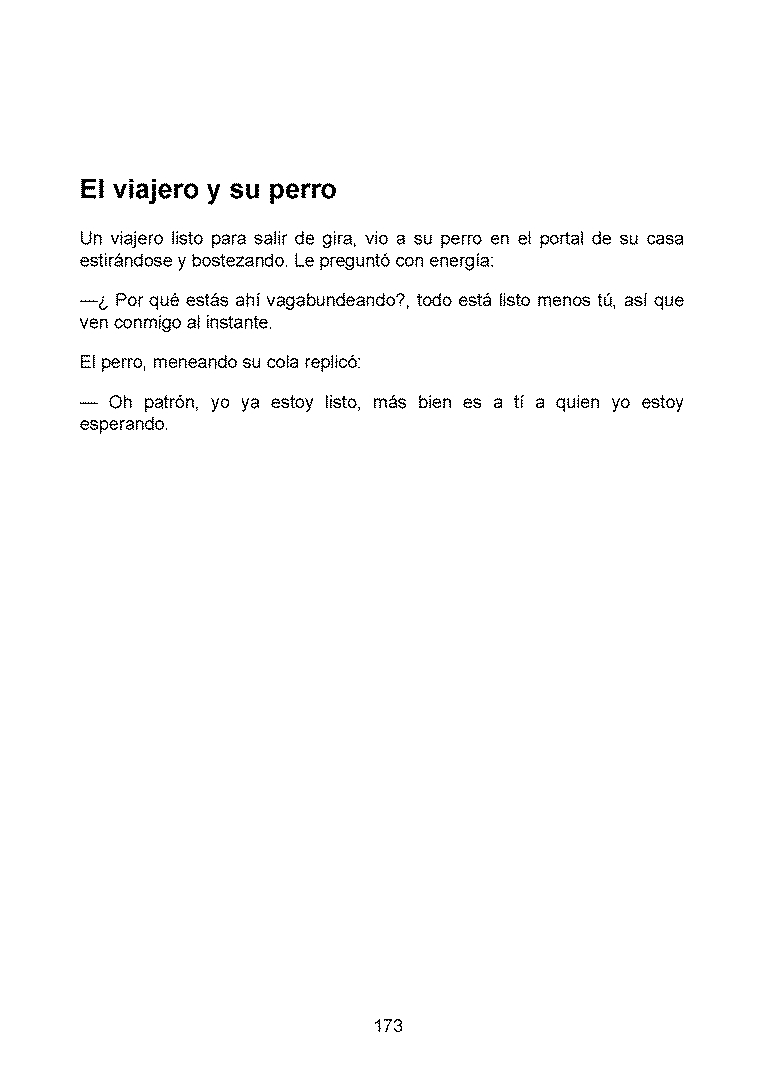 El viajero y su perro
Un viajero listo para salir de gira, vio a su perro en el portal de su casa
estirándose y bostezando. Le preguntó con energía:
—¿ Por qué estás ahí vagabundeando?, todo está listo menos tú, así que
ven conmigo al instante.
El perro, meneando su cola replicó:
— Oh patrón, yo ya estoy listo, más bien es a tí a quien yo estoy
esperando.
173